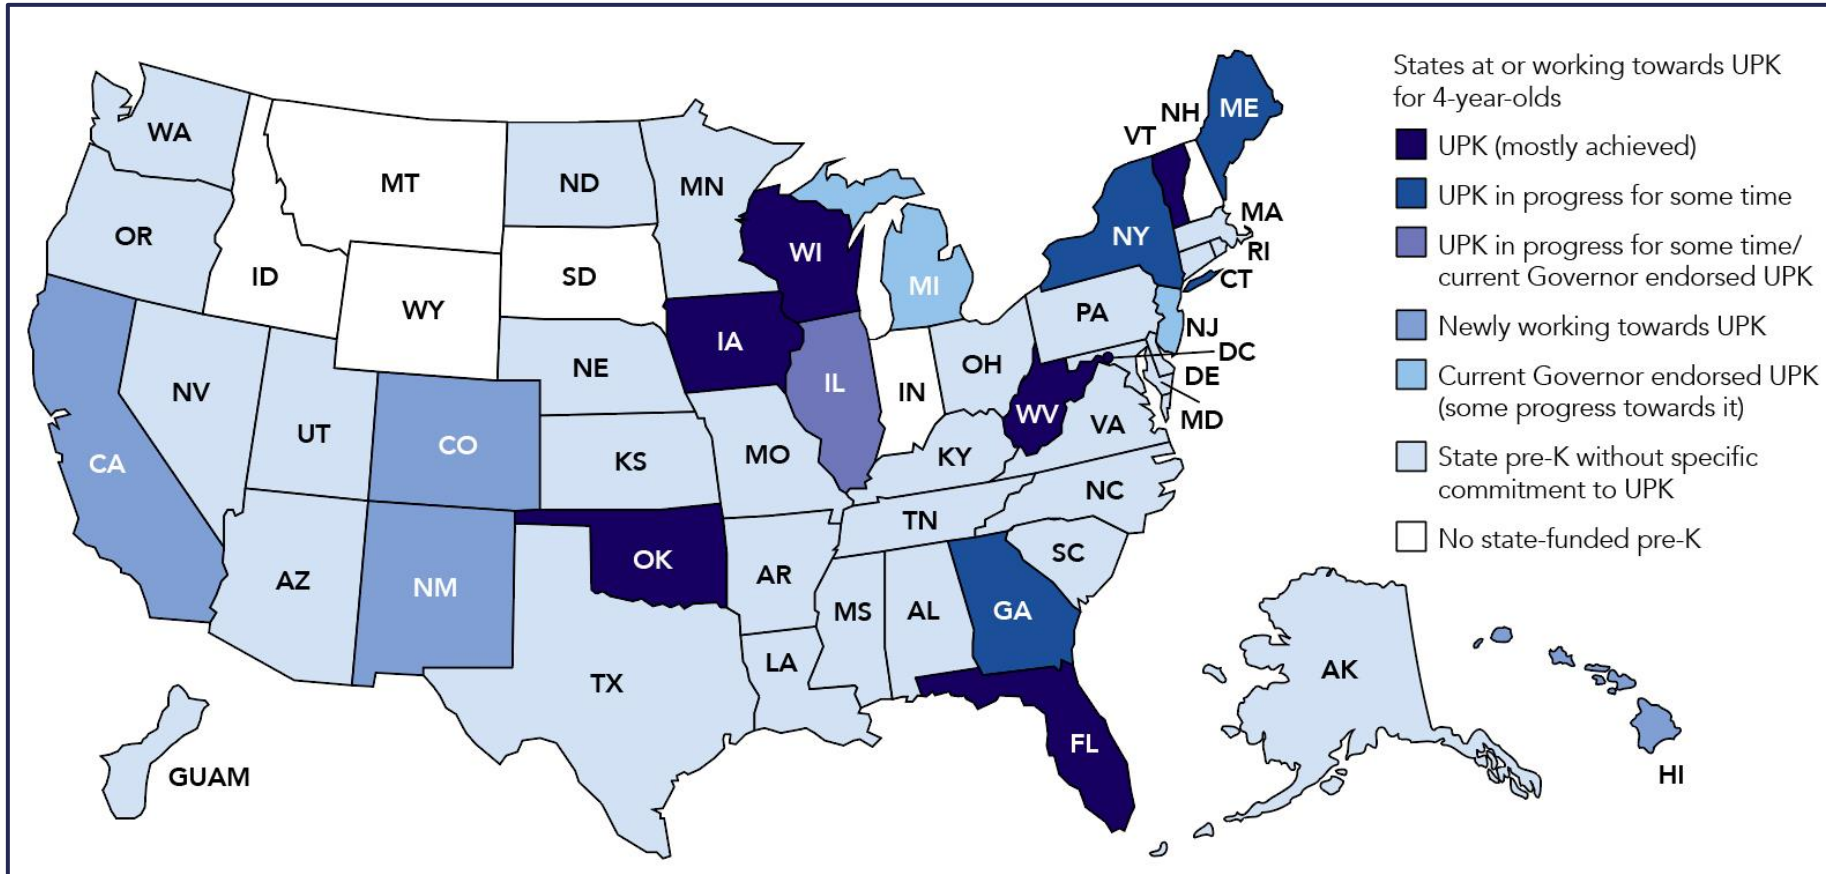 States at or working towards UPK
for 4-year-olds
UPK (mostly achieved)
UPK in progress for some time
UPK in progress for some time/
current Governor endorsed UPK
Newly working towards UPK
Current Governor endorsed UPK
(some progress towards it)
State pre-K without specific
commitment to UPK
No state-funded pre-K
WA
MT
ND
MN
OR
ID
WY
SD
WI
MI
NY
VT
NH
ME
MA
RI
CT
NJ
DC
DE
MD
PA
OH
IN
IL
IA
NE
NV
UT
CO
CA
KS
MO
KY
WV
VA
NC
TN
SC
AZ
NM
OK
AR
MS
AL
GA
LA
TX
FL
GUAM
AK
HI